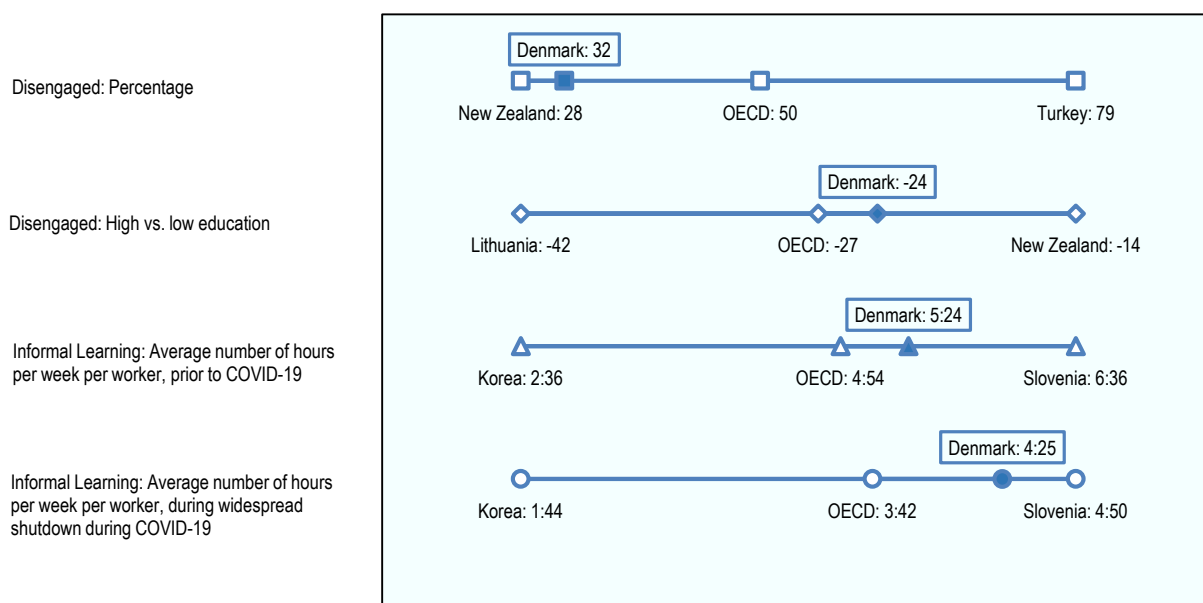 Denmark: 32
Disengaged: Percentage
New Zealand: 28
OECD: 50
Turkey: 79
Denmark: -24
Disengaged: High vs. low education
Lithuania: -42
OECD: -27
New Zealand: -14
Denmark: 5:24
Informal Learning: Average number of hours
per week per worker, prior to COVID-19
Korea: 2:36
OECD: 4:54
Slovenia: 6:36
Denmark: 4:25
Informal Learning: Average number of hours
per week per worker, during widespread
shutdown during COVID-19
Korea: 1:44
OECD: 3:42
Slovenia: 4:50